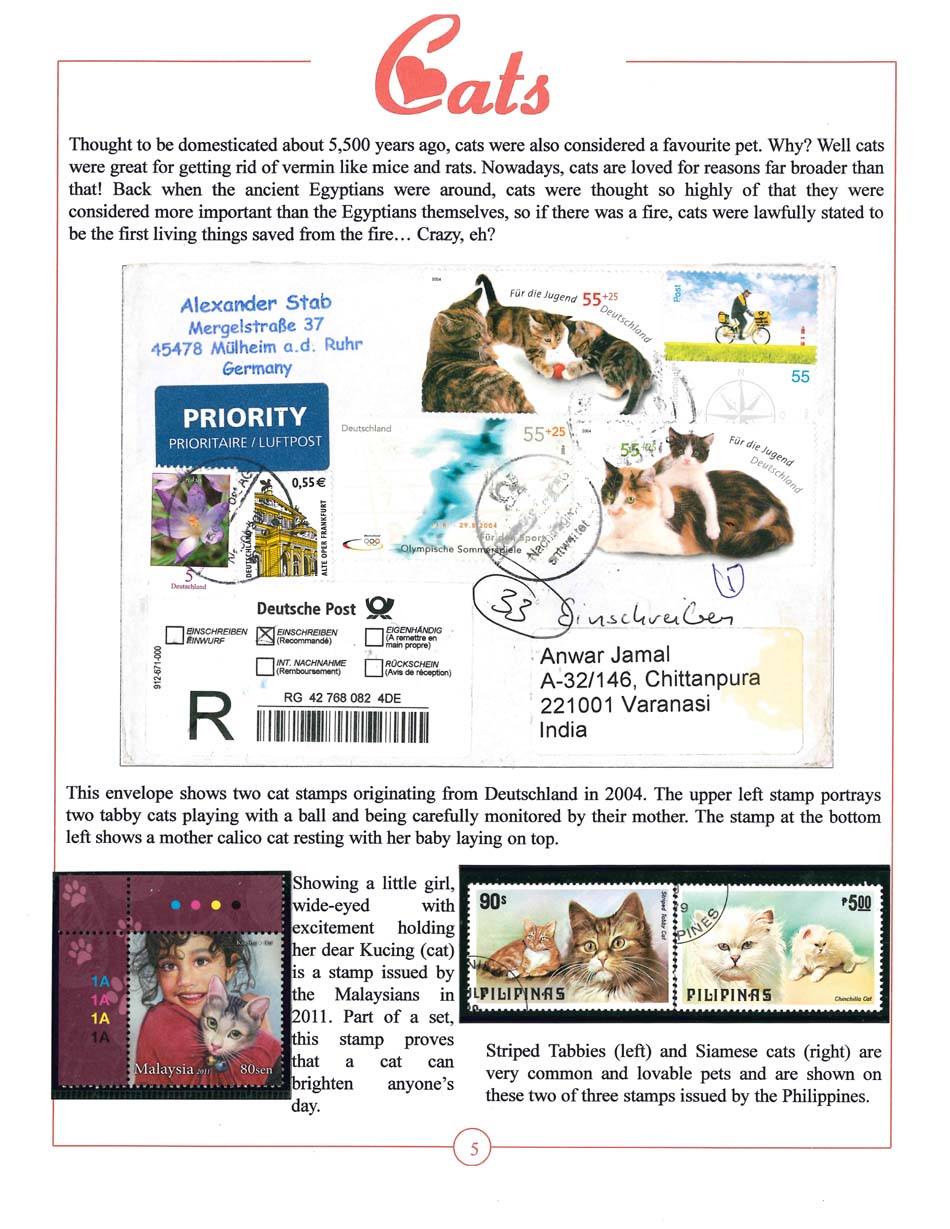 Cats
Thought to be domesticated about 5,500 years ago, cats were also considered a favourite pet. Why? Well cats
were great for getting rid of vermin like mice and rats. Nowadays, cats are loved for reasons far broader than
that! Back when the ancient Egyptians were around, cats were thought so highly of that they were
considered more important than the Egyptians themselves, so if there was a fire, cats were lawfully stated to
be the first living things saved from the fire… Crazy, eh?
Alexander Stab
Mergelstraße 37
45478 Mülheim a.d. Ruhr
Germany
PRIORITY
PRIORITAIRE / LUFTPOST
2004
Für die Jugend 55+25
Deutschland
Post
55
Deutschland
55+25
29.8.2004
Für den Sport
Olympische Sommerspiele
2004
55
Für die Jugend
Deutschland
5
Deutschland
0,55 €
DEUTSCHLAND
ALTE OPER FRANKFURT
33
Einschreiben
Deutsche Post
EINSCHREIBEN
EINWURF
EINSCHREIBEN
(Recommandé)
EIGENHÄNDIG
(A remettre en
main propre)
INT. NACHNAHME
(Remboursement)
RÜCKSCHEIN
(Avis de réception)
912-671-000
R
RG 42 768 082 4DE
Anwar Jamal
A-32/146, Chittanpura
221001 Varanasi
India
This envelope shows two cat stamps originating from Deutschland in 2004. The upper left stamp portrays
two tabby cats playing with a ball and being carefully monitored by their mother. The stamp at the bottom
left shows a mother calico cat resting with her baby laying on top.
1A
1A
1A
1A
Malaysia 2011 80sen
Showing a little girl,
wide-eyed with
excitement holding
her dear Kucing (cat)
is a stamp issued by
the Malaysians in
2011. Part of a set,
this stamp proves
that a cat can
brighten anyone's
day.
90s
Striped Tabby Cat
PILIPINAS
₱5.00
PINES
PILIPINAS
Chinchilla Cat
Striped Tabbies (left) and Siamese cats (right) are
very common and lovable pets and are shown on
these two of three stamps issued by the Philippines.
5